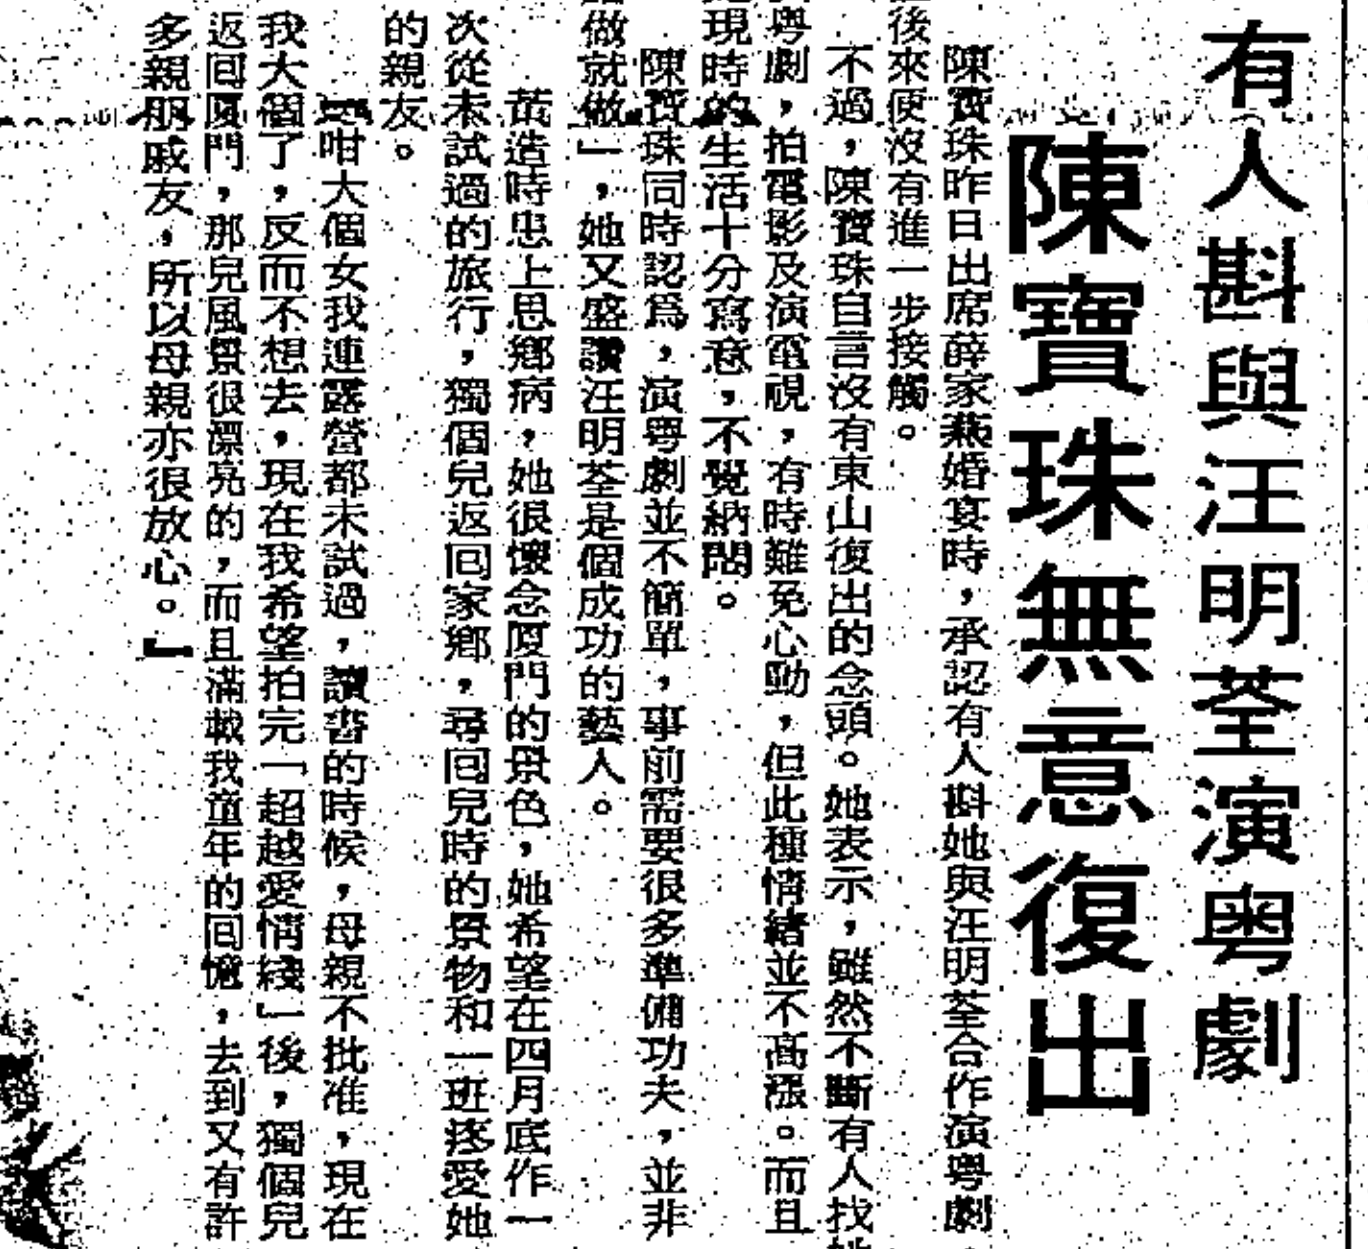 有人斟與汪明荃演粵劇
陳寶珠無意復出
陳寶珠昨日出席薛家燕婚宴時，承認有人斟她與汪明荃合作演粵劇，
後來便沒有進一步接觸。
不過，陳寶珠自言沒有東山復出的念頭。她表示，雖然不斷有人找她
粵劇，拍電影及演電視，有時難免心動，但此種情緒並不高漲。而且
現時的生活十分寫意，不覺納悶。
陳寶珠同時認爲，演粵劇並不簡單，事前需要很多準備功夫，並非
做就做」，她又盛讚汪明荃是個成功的藝人。
黃造時患上思鄉病，她很懷念厦門的景色，她希望在四月底作一
次從未試過的旅行，獨個兒返回家鄉，尋回兒時的景物和一班疼愛她
的親友。
咁大個女我連露營都未試過，讀書的時候，母親不批准，現在
我大個了，反而不想去，現在我希望拍完「超越愛情綫」後，獨個兒
返回厦門，那兒風景很漂亮的，而且滿載我童年的回憶，去到又有許
多親朋戚友，所以母親亦很放心。』